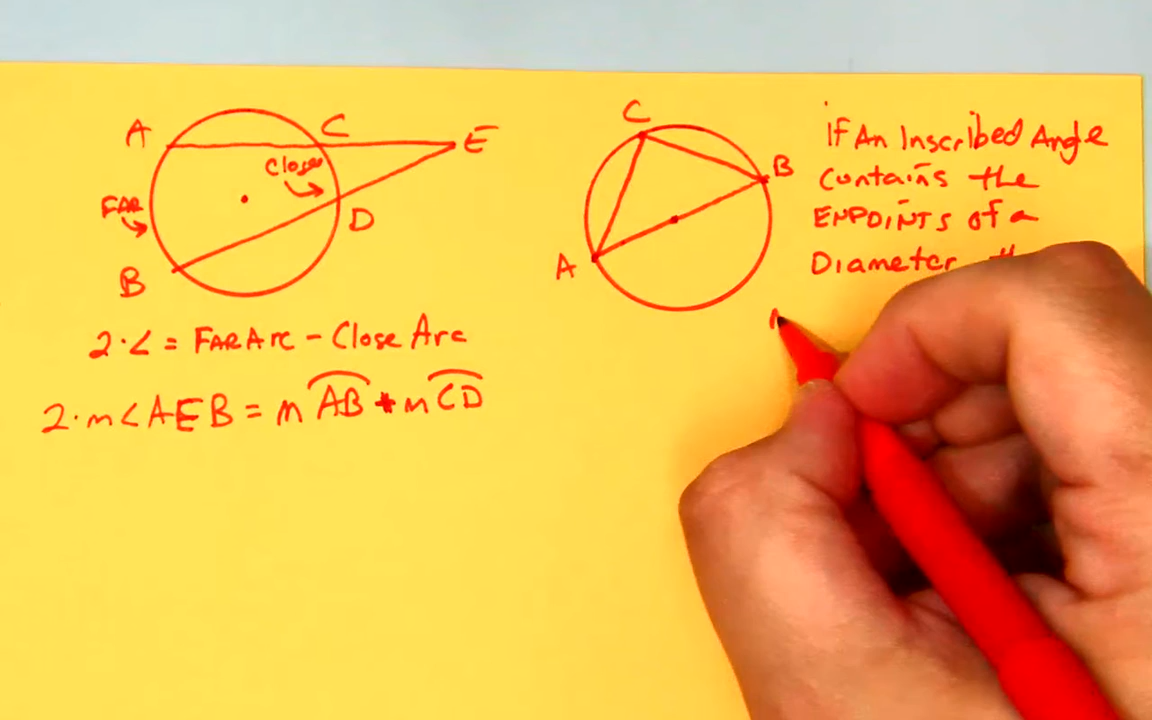 A
C
E
Close
FAR
D
B
2·∠ = FAR Arc - Close Arc
2·m∠AEB = m AB + m CD
C
B
A
if An Inscribed Angle
Contains the
ENPOINTS of a
Diameter